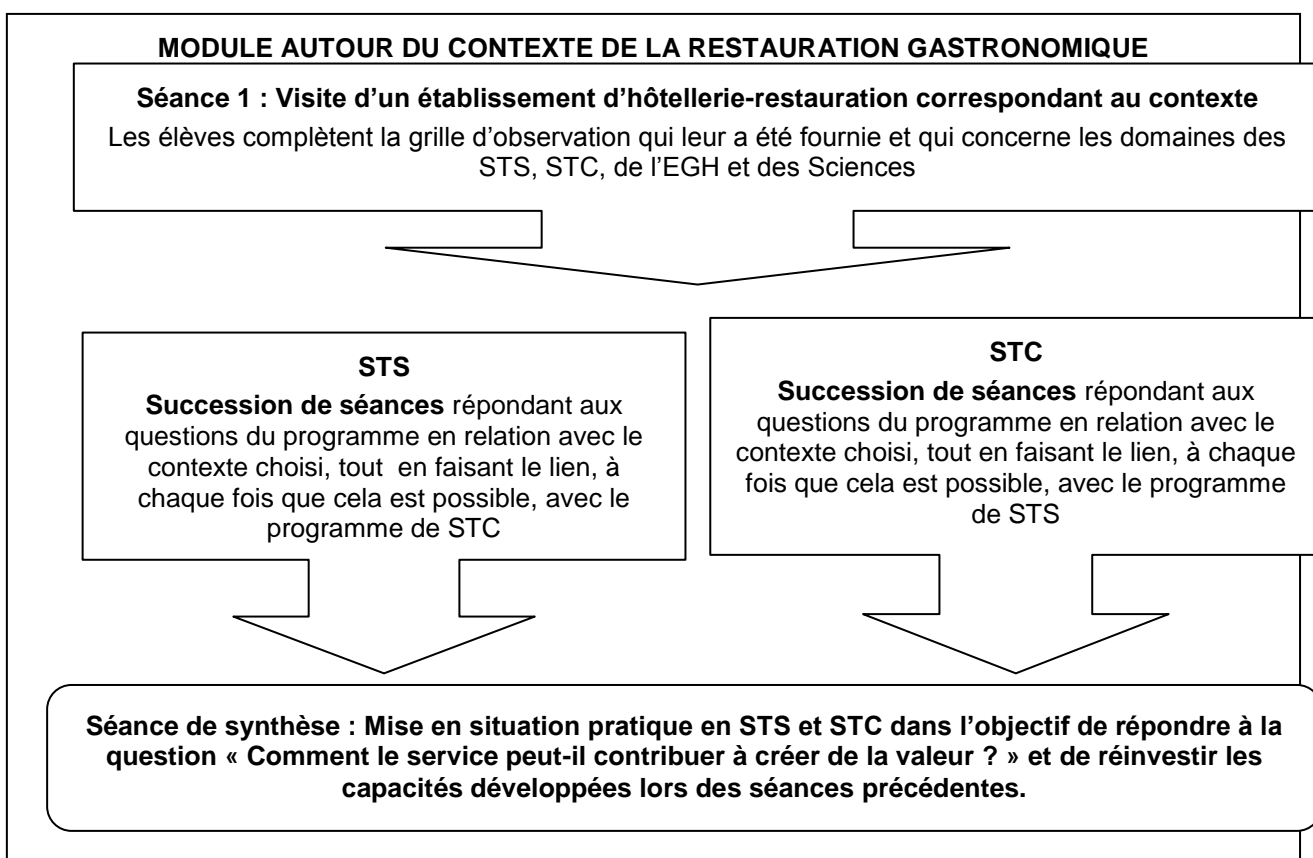 MODULE AUTOUR DU CONTEXTE DE LA RESTAURATION GASTRONOMIQUE
Séance 1 : Visite d’un établissement d’hôtellerie-restauration correspondant au contexte
Les élèves complètent la grille d’observation qui leur a été fournie et qui concerne les domaines des
STS, STC, de l’EGH et des Sciences
STS
Succession de séances répondant aux
questions du programme en relation avec le
contexte choisi, tout en faisant le lien, à
chaque fois que cela est possible, avec le
programme de STC
STC
Succession de séances répondant aux
questions du programme en relation avec le
contexte choisi, tout en faisant le lien, à chaque
fois que cela est possible, avec le programme
de STS
Séance de synthèse : Mise en situation pratique en STS et STC dans l’objectif de répondre à la
question « Comment le service peut-il contribuer à créer de la valeur ? » et de réinvestir les
capacités développées lors des séances précédentes.